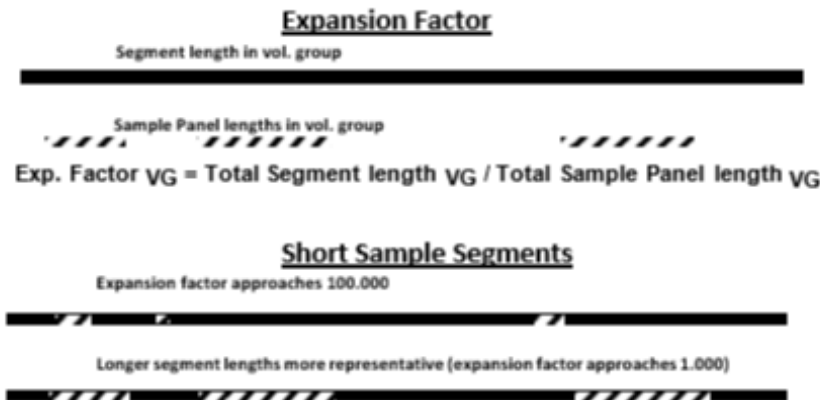 Expansion Factor
Segment length in vol. group
Sample Panel lengths in vol. group
Exp. Factor VG = Total Segment length VG / Total Sample Panel length VG
Short Sample Segments
Expansion factor approaches 100.000
Longer segment lengths more representative (expansion factor approaches 1.000)